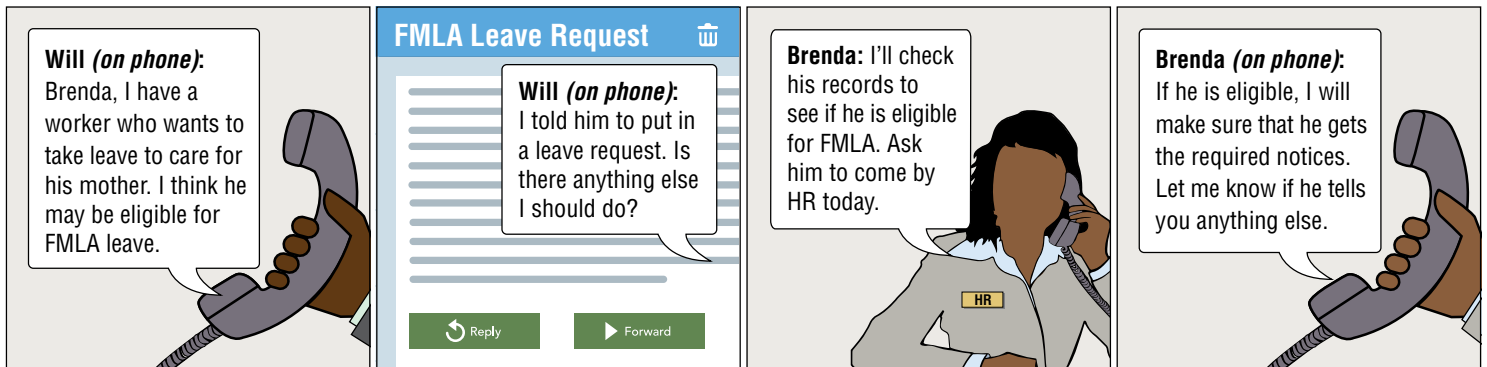 Will (on phone):
Brenda, I have a
worker who wants to
take leave to care for
his mother. I think he
may be eligible for
FMLA leave.
FMLA Leave Request
Will (on phone):
I told him to put in
a leave request. Is
there anything else
I should do?
Reply
Forward
Brenda: I’ll check
his records to
see if he is eligible
for FMLA. Ask
him to come by
HR today.
HR
Brenda (on phone):
If he is eligible, I will
make sure that he gets
the required notices.
Let me know if he tells
you anything else.